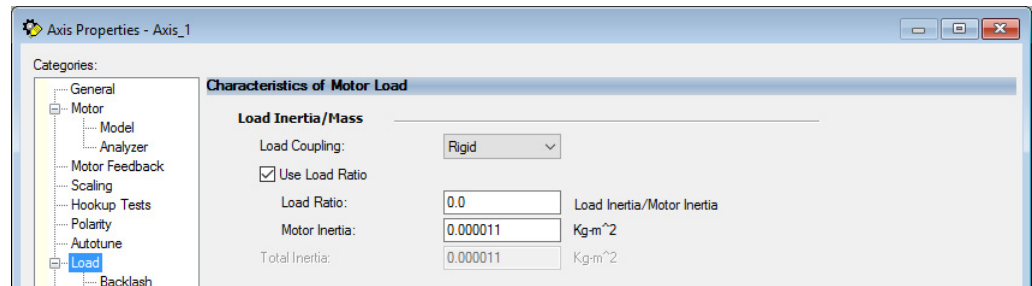 Axis Properties - Axis_1
Categories:
General
Motor
Model
Analyzer
Motor Feedback
Scaling
Hookup Tests
Polarity
Autotune
Load
Backlash
Characteristics of Motor Load
Load Inertia/Mass
Load Coupling: Rigid
Use Load Ratio
Load Ratio: 0.0 Load Inertia/Motor Inertia
Motor Inertia: 0.000011 Kg-m^2
Total Inertia: 0.000011 Kg-m^2